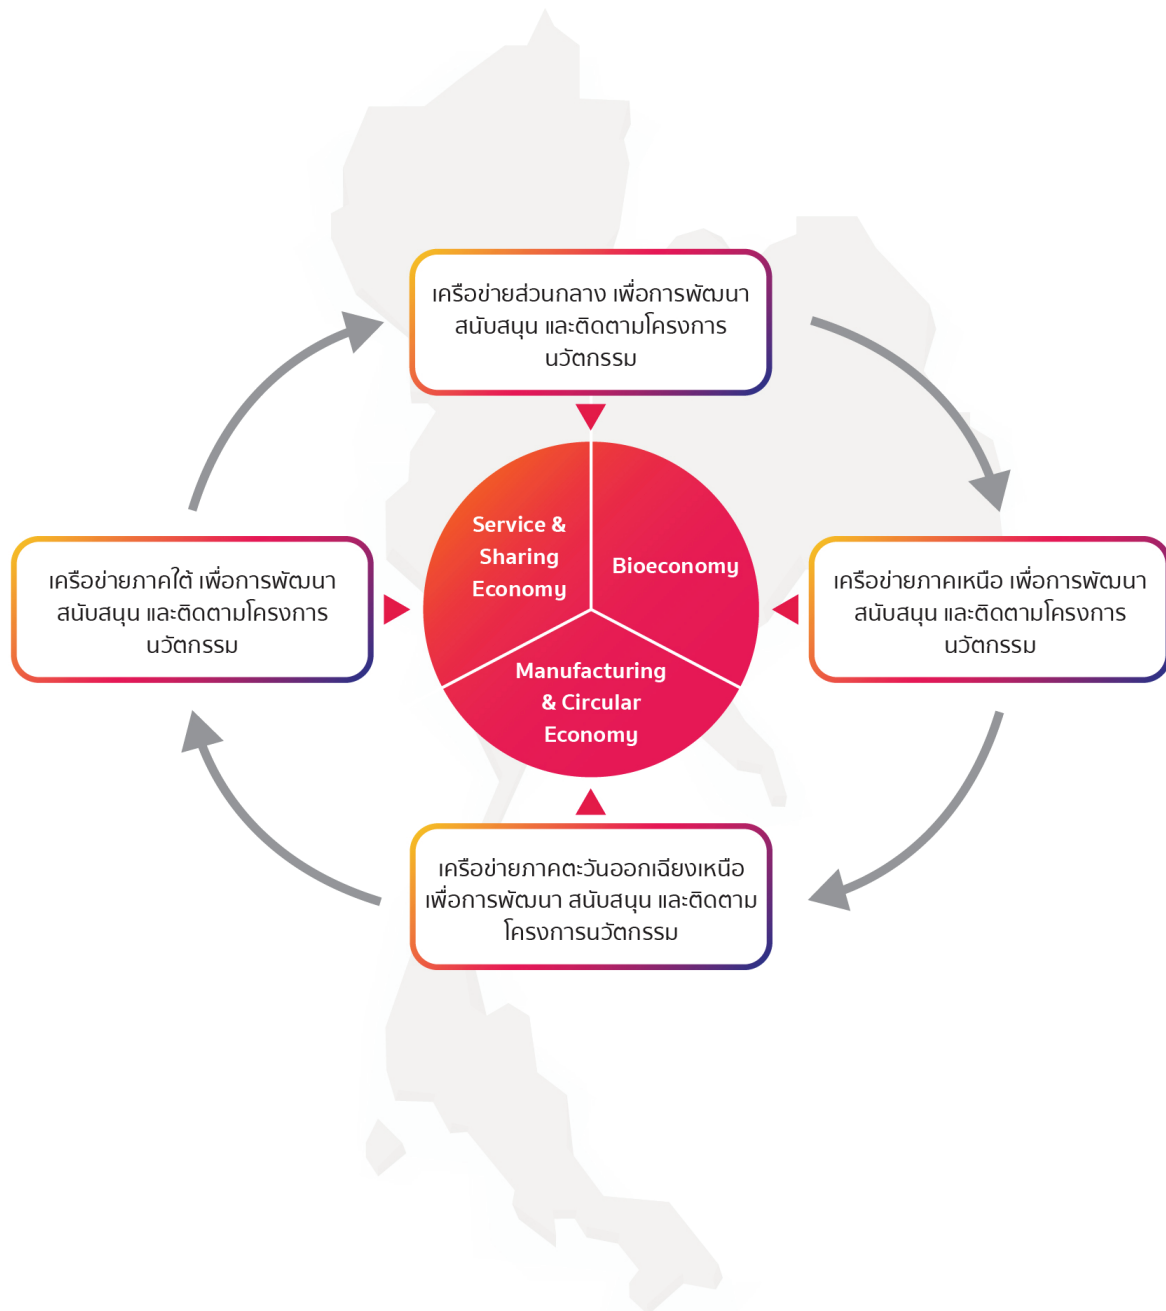 เครือข่ายส่วนกลาง เพื่อการพัฒนา
สนับสนุน และติดตามโครงการ
นวัตกรรม
Service &
Sharing
Economy
Bioeconomy
Manufacturing
& Circular
Economy
เครือข่ายภาคใต้ เพื่อการพัฒนา
สนับสนุน และติดตามโครงการ
นวัตกรรม
เครือข่ายภาคเหนือ เพื่อการพัฒนา
สนับสนุน และติดตามโครงการ
นวัตกรรม
เครือข่ายภาคตะวันออกเฉียงเหนือ
เพื่อการพัฒนา สนับสนุน และติดตาม
โครงการนวัตกรรม